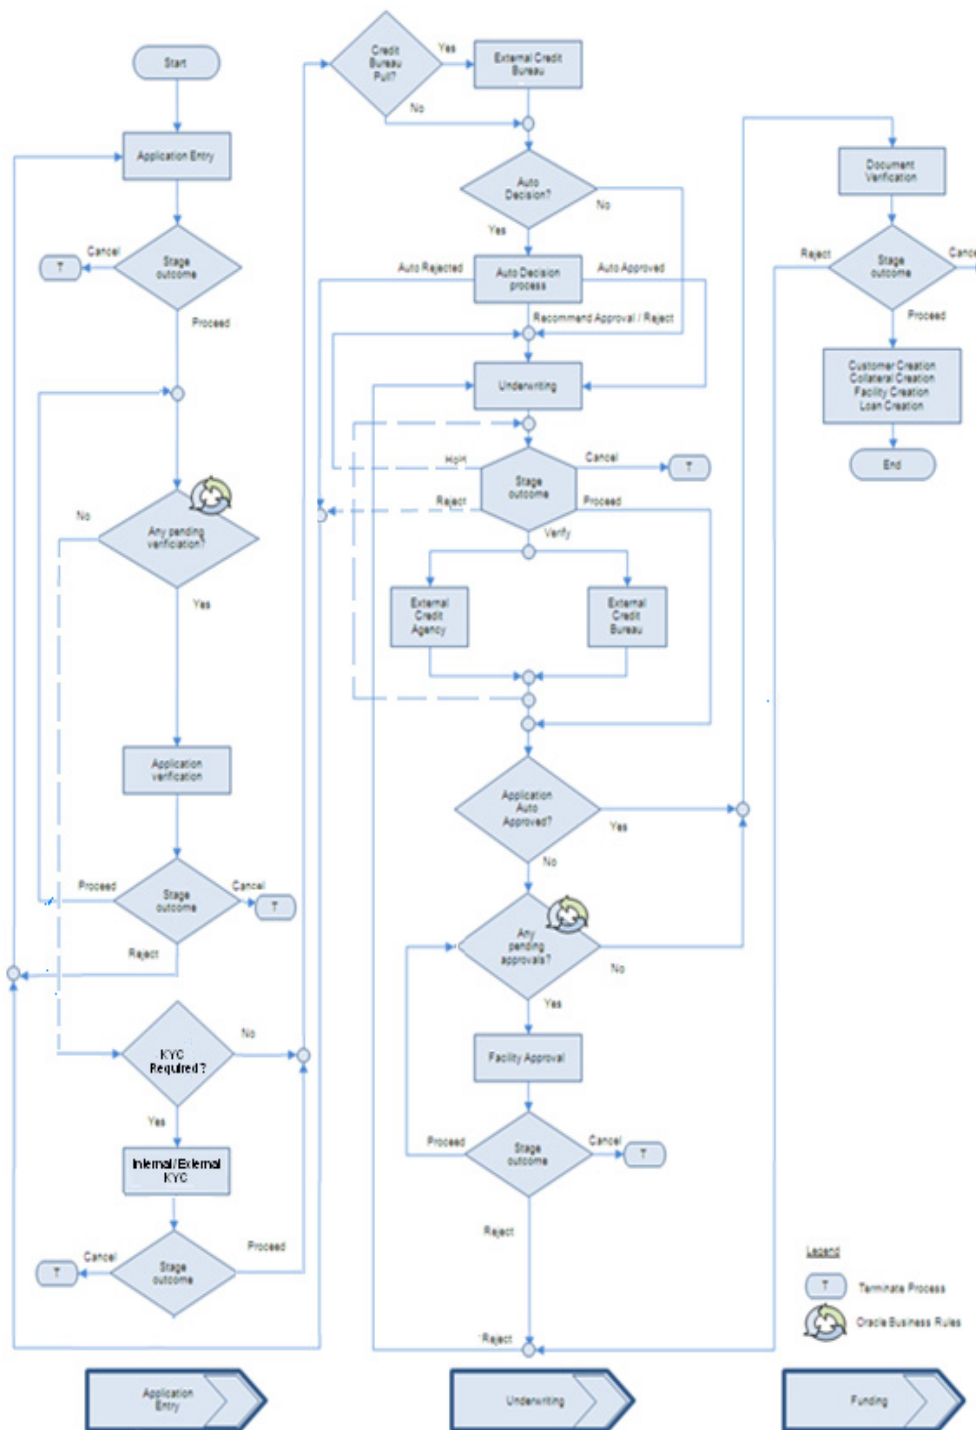 Start
Application Entry
Stage
outcome
Cancel
T
Proceed
Any pending
verificiation?
No
Yes
Application
verification
Stage
outcome
Proceed
Cancel
T
Reject
KYC
Required ?
No
Yes
Internal/External
KYC
Stage
outcome
Cancel
T
Proceed
Credit
Bureau
Pull?
Yes
No
External Credit
Bureau
Auto
Decision?
No
Yes
Auto Rejected
Auto Decision
process
Auto Approved
Recommend Approval / Reject
Underwriting
Hold
Cancel
T
Stage
outcome
Reject
Proceed
Verify
External
Credit
Agency
External
Credit
Bureau
Application
Auto
Approved?
Yes
No
Any
pending
approvals?
No
Yes
Facility Approval
Stage
outcome
Proceed
Cancel
T
Reject
Reject
Document
Verification
Stage
outcome
Reject
Cance
Proceed
Customer Creation
Collateral Creation
Facility Creation
Loan Creation
End
Legend
T
Terminate Process
Oracle Business Rules
Application
Entry
Underwriting
Funding